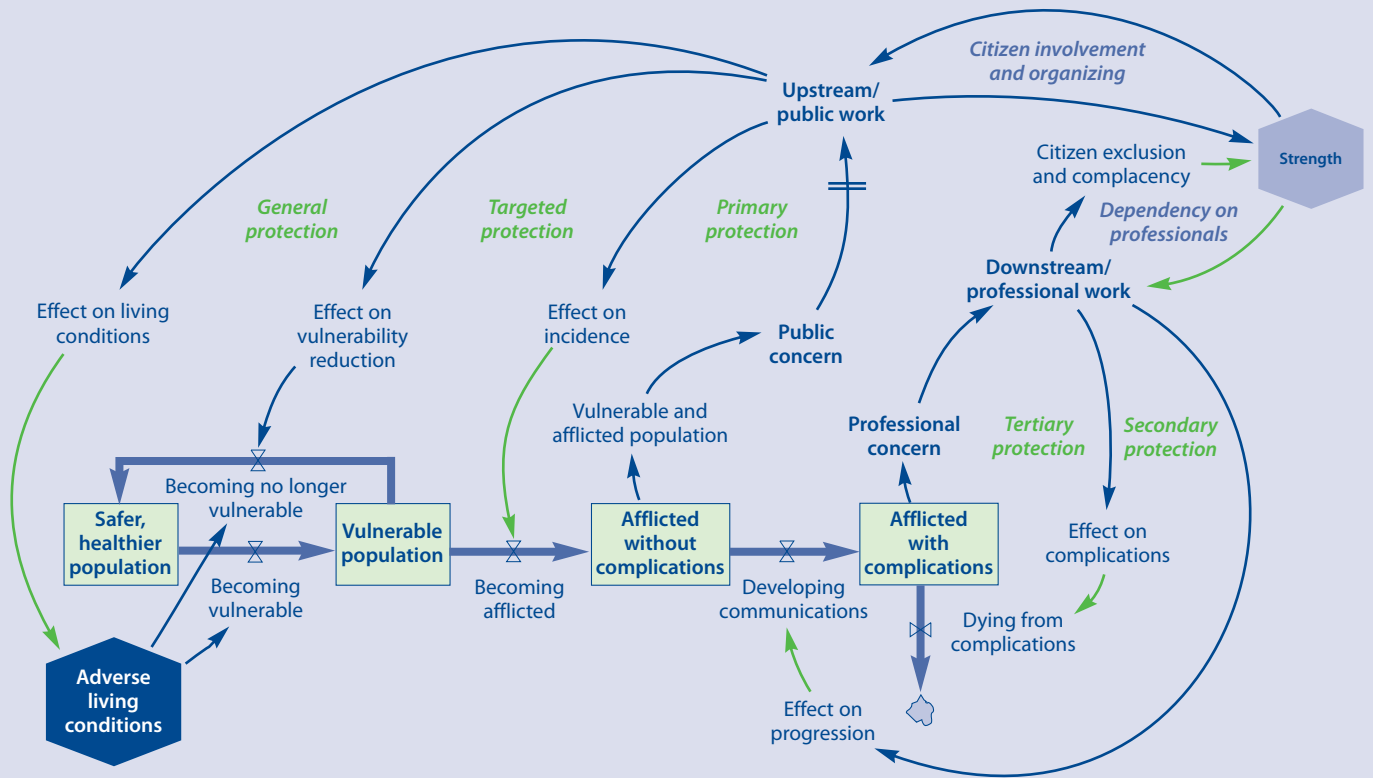 Citizen involvement
and organizing
Upstream/
public work
Strength
Citizen exclusion
and complacency
Dependency on
professionals
General
protection
Targeted
protection
Primary
protection
Downstream/
professional work
Effect on living
conditions
Effect on
vulnerability
reduction
Effect on
incidence
Public
concern
Vulnerable and
afflicted population
Professional
concern
Tertiary
protection
Secondary
protection
Becoming no longer
vulnerable
Safer,
healthier
population
Vulnerable
population
Afflicted
without
complications
Afflicted
with
complications
Effect on
complications
Becoming
vulnerable
Becoming
afflicted
Developing
communications
Dying from
complications
Adverse
living
conditions
Effect on
progression